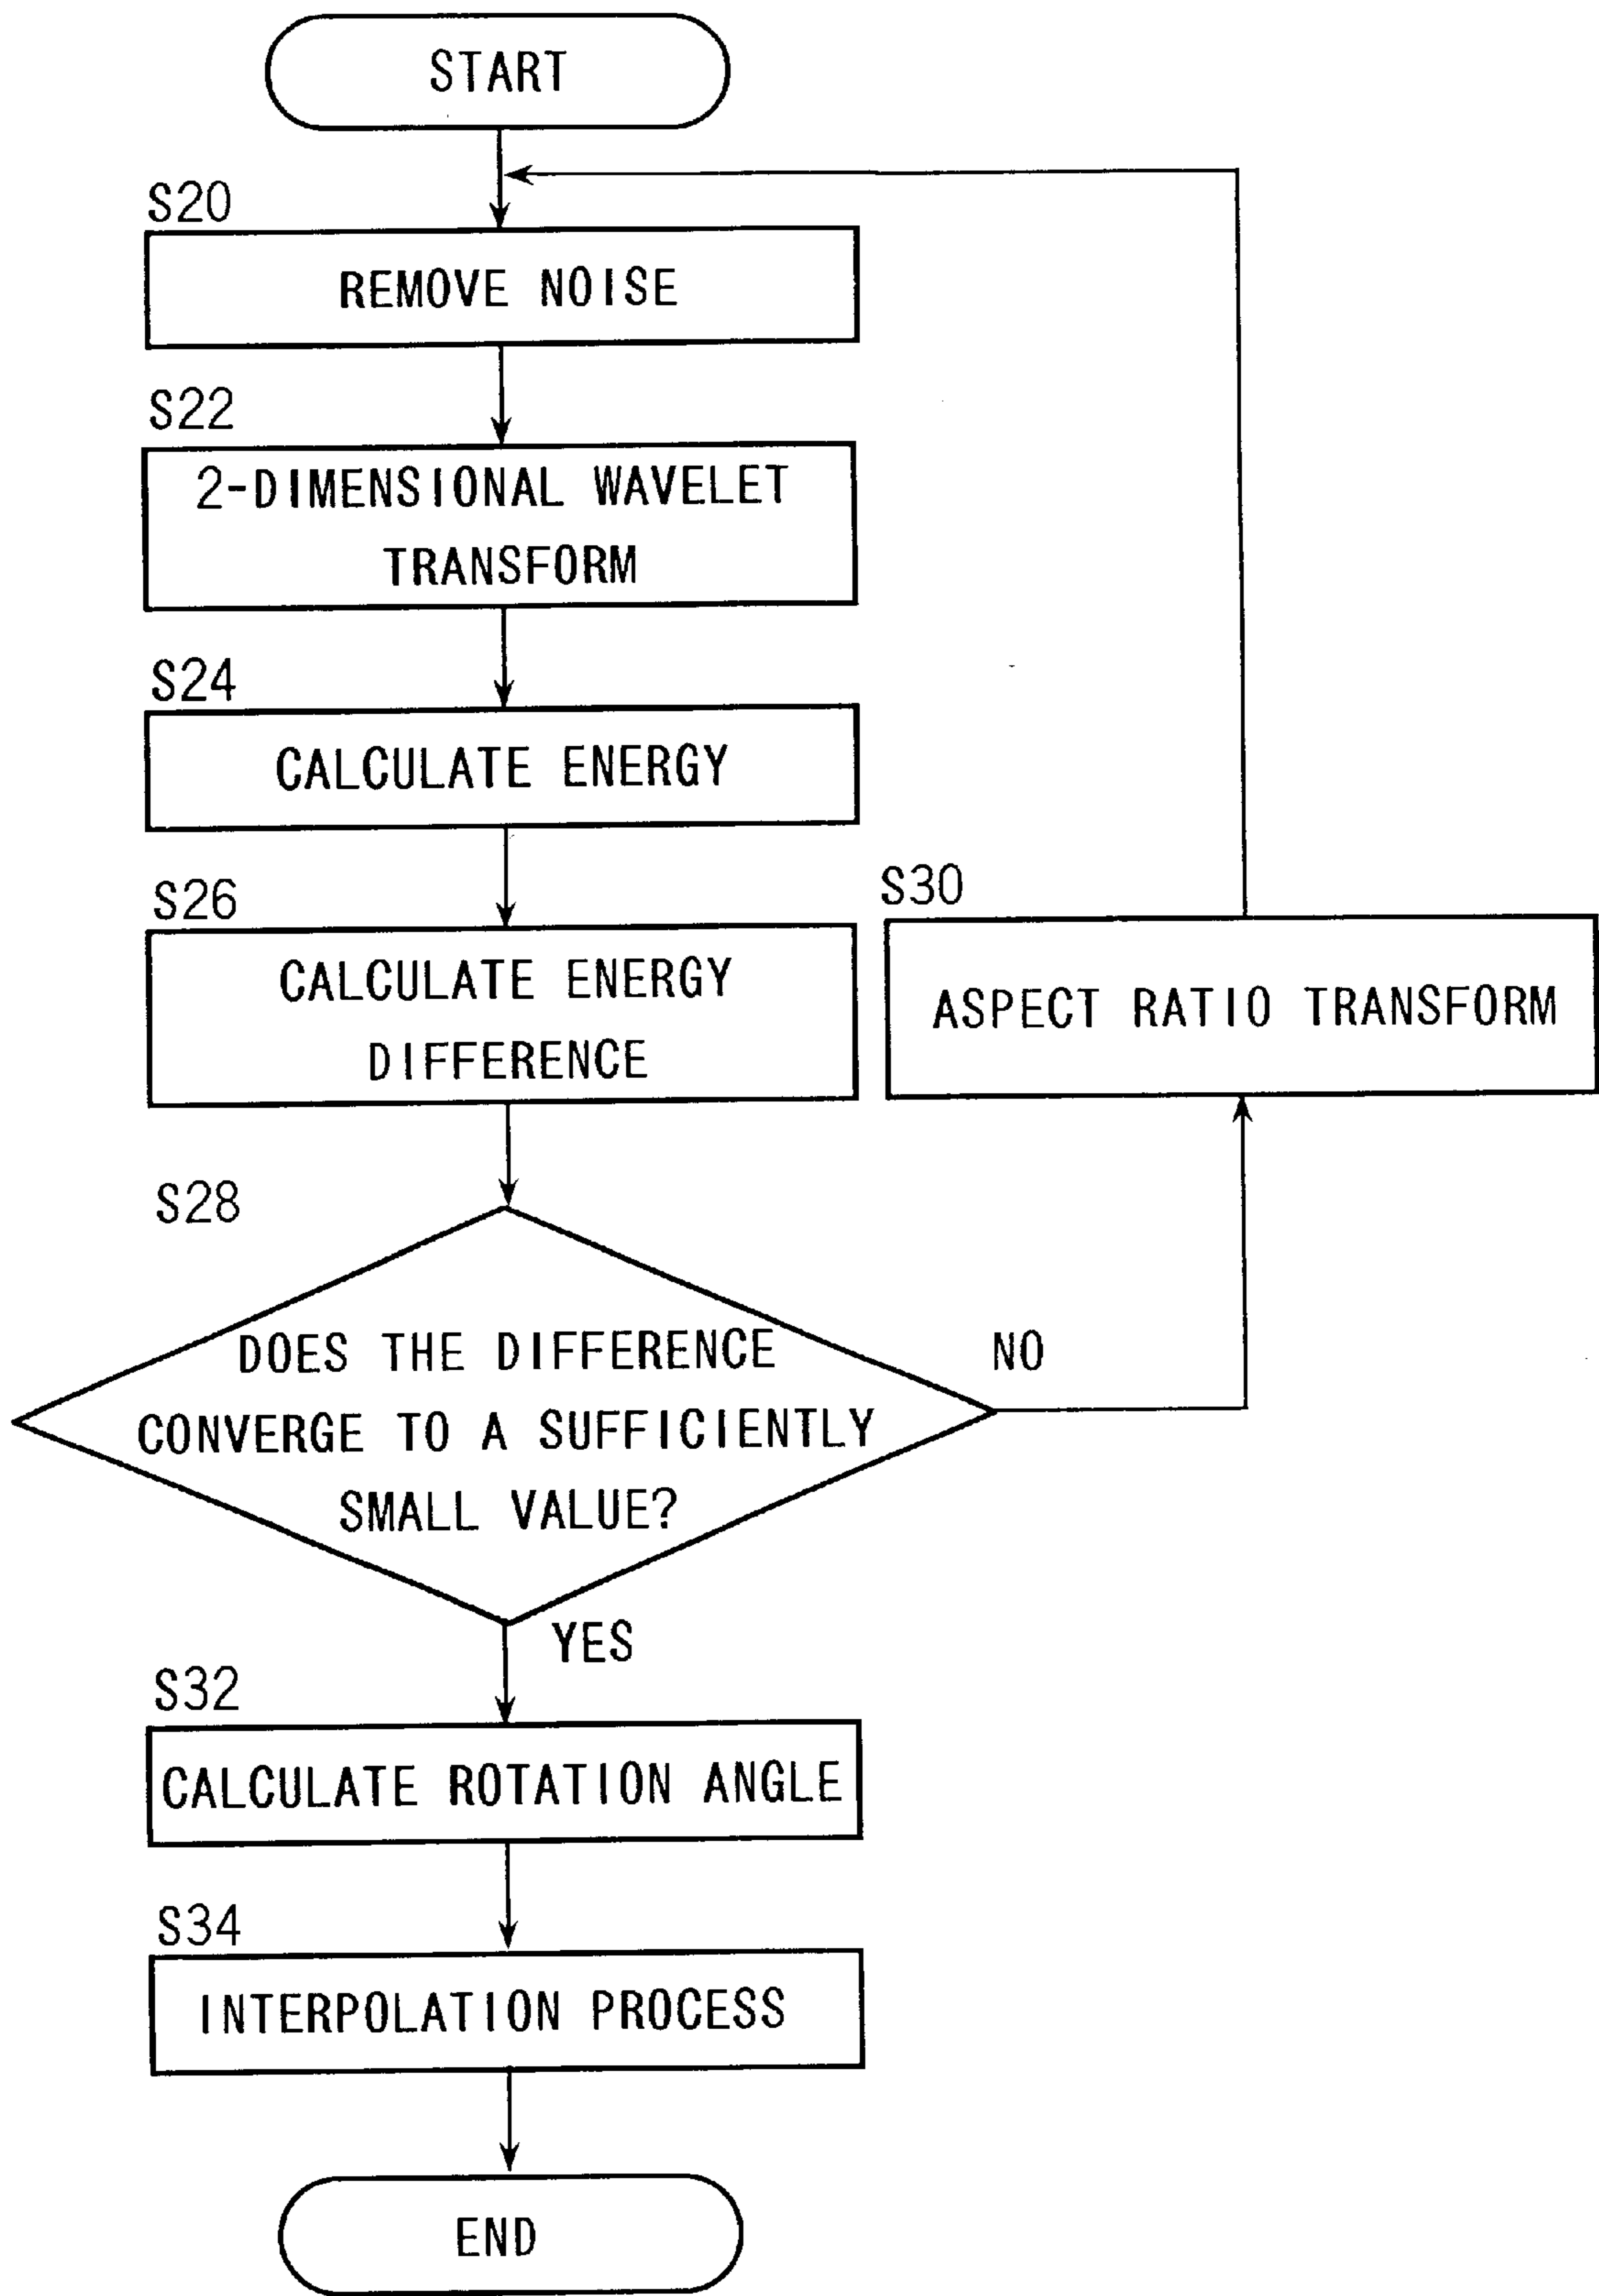 START
S20
REMOVE NOISE
S22
2-DIMENSIONAL WAVELET
TRANSFORM
S24
CALCULATE ENERGY
S26
CALCULATE ENERGY
DIFFERENCE
S30
ASPECT RATIO TRANSFORM
S28
DOES THE DIFFERENCE
CONVERGE TO A SUFFICIENTLY
SMALL VALUE?
NO
YES
S32
CALCULATE ROTATION ANGLE
S34
INTERPOLATION PROCESS
END